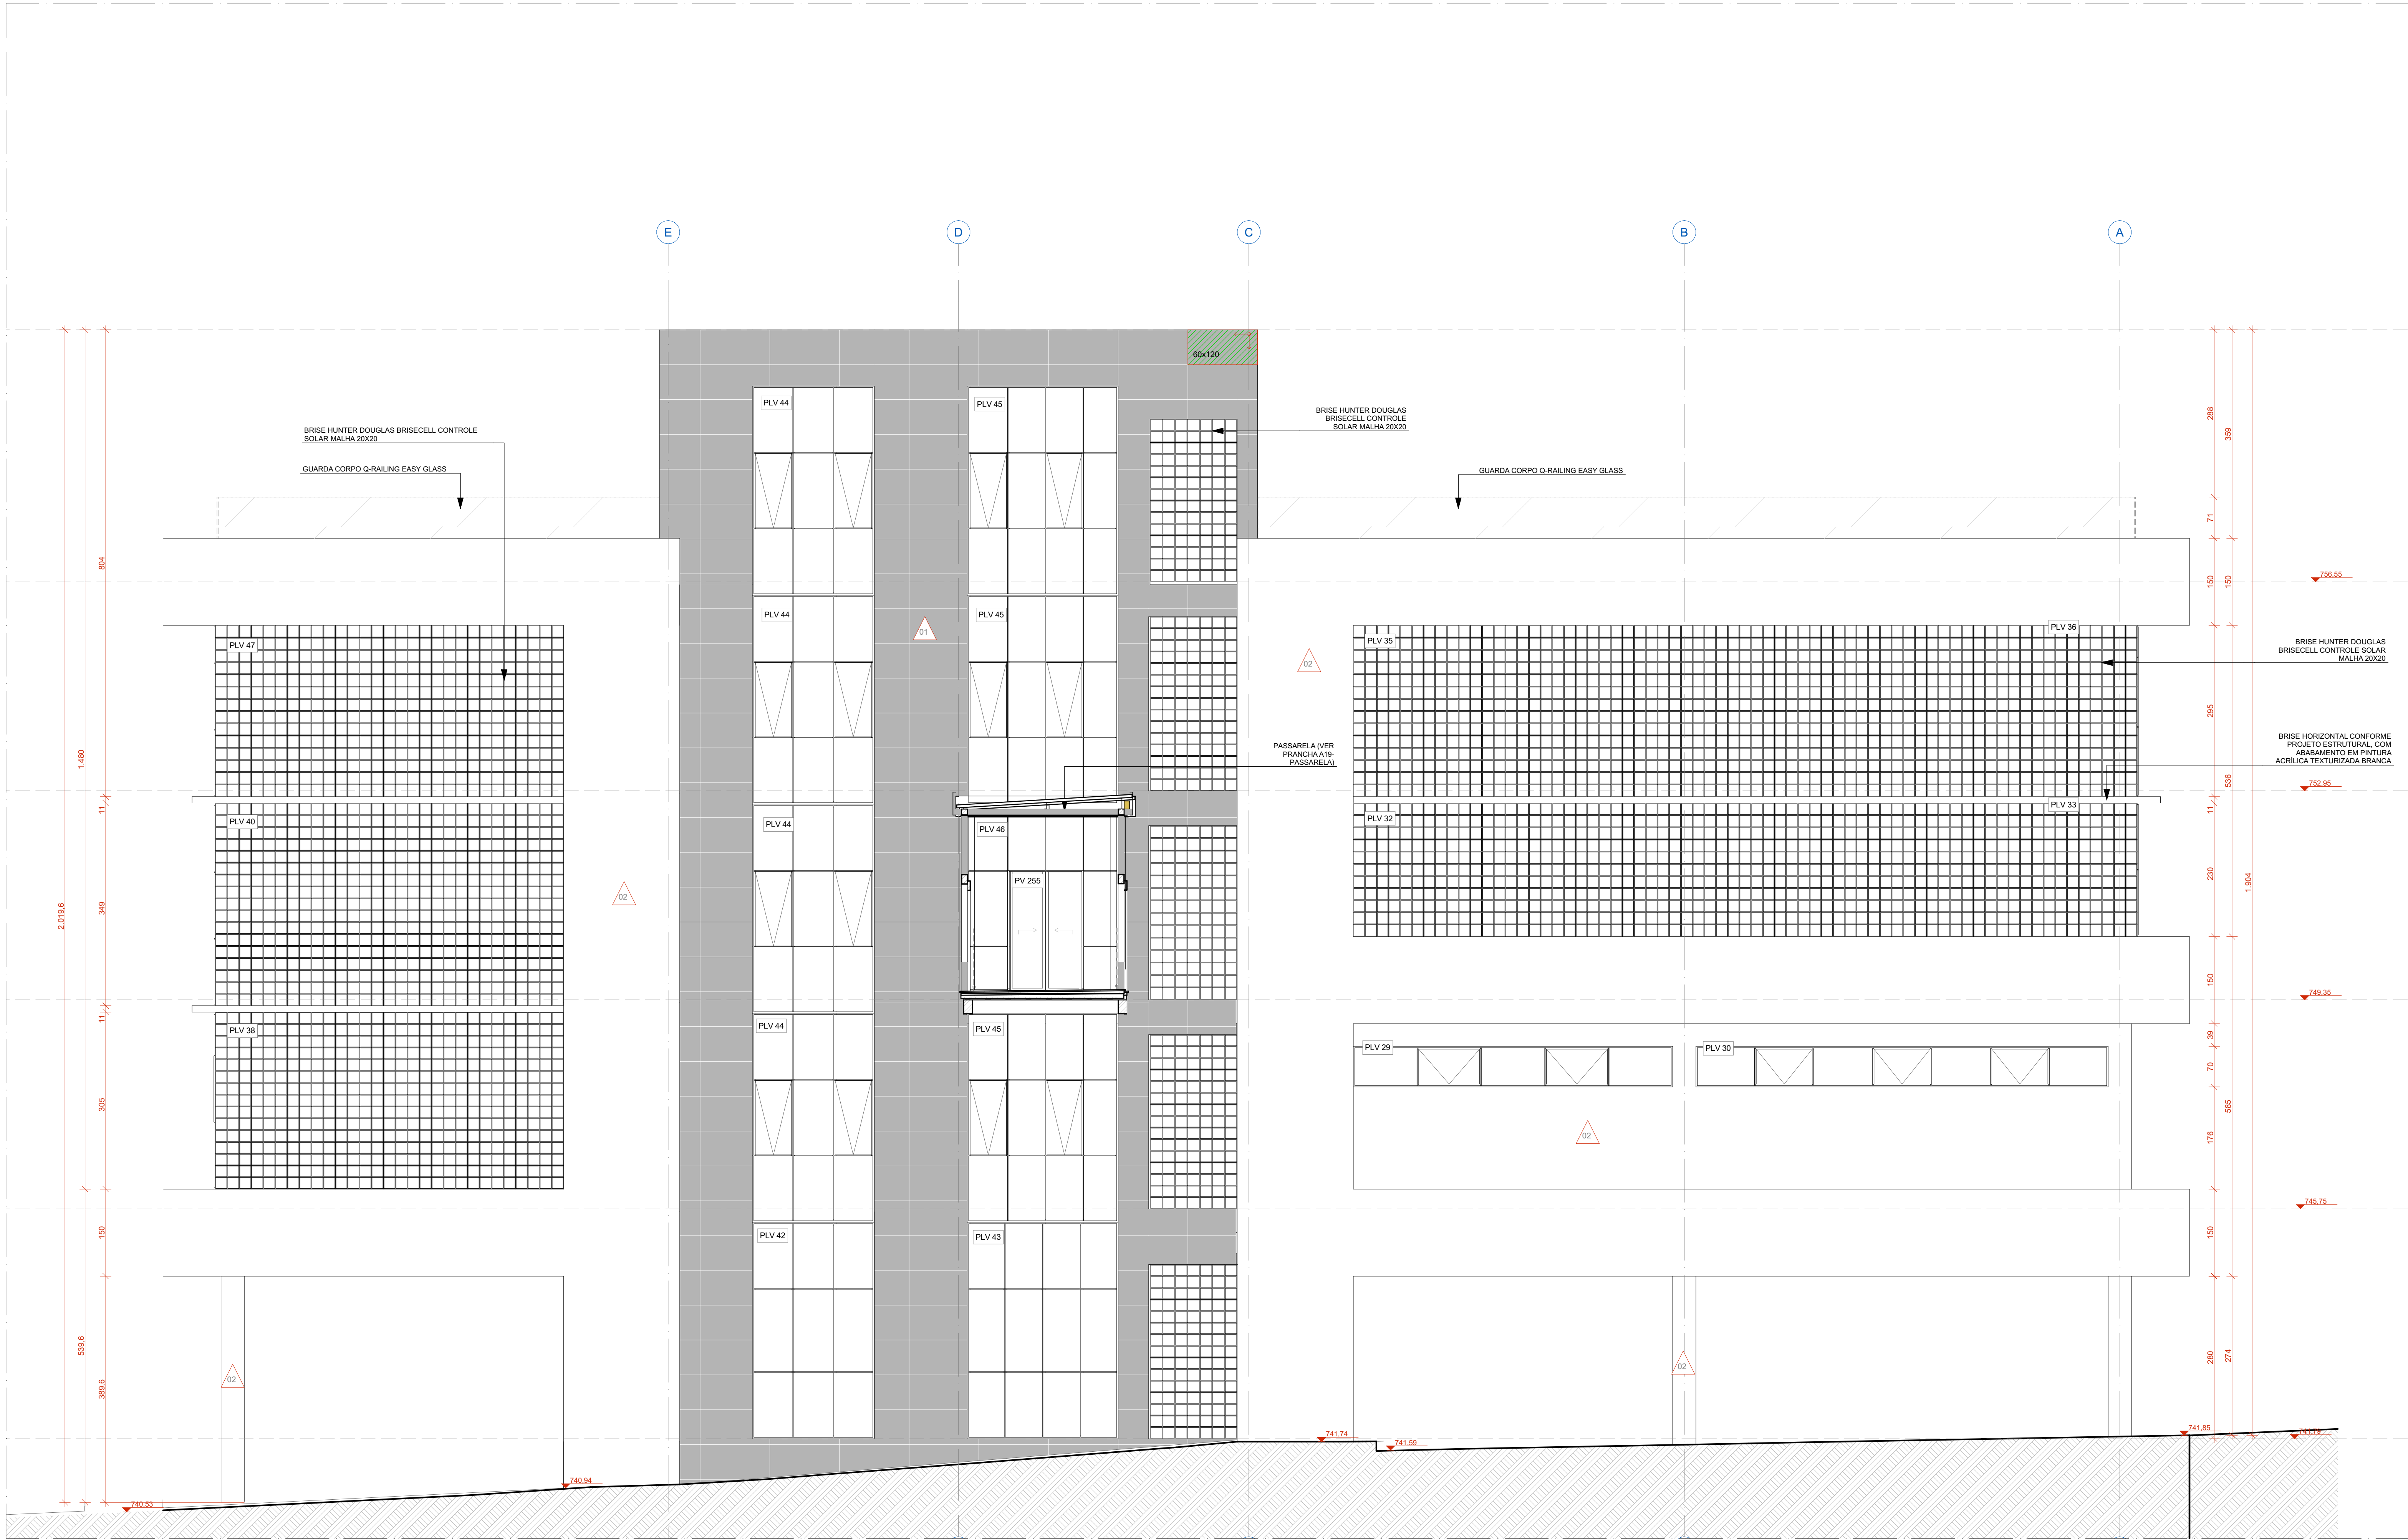 E
D
C
B
A
60x120
PLV 44
PLV 45
BRISE HUNTER DOUGLAS
BRISECELL CONTROLE
SOLAR MALHA 20X20
BRISE HUNTER DOUGLAS BRISECELL CONTROLE
SOLAR MALHA 20X20
GUARDA CORPO Q-RAILING EASY GLASS
GUARDA CORPO Q-RAILING EASY GLASS
288
359
71
804
150
150
756,55
PLV 44
PLV 45
01
02
PLV 47
PLV 35
PLV 36
BRISE HUNTER DOUGLAS
BRISECELL CONTROLE SOLAR
MALHA 20X20
295
PASSARELA (VER
PRANCHA A19-
PASSARELA)
BRISE HORIZONTAL CONFORME
PROJETO ESTRUTURAL, COM
ABABAMENTO EM PINTURA
ACRÍLICA TEXTURIZADA BRANCA
1.480
536
752,95
11
11
PLV 40
PLV 44
PLV 46
PLV 32
PLV 33
PV 255
02
230
1.904
349
2.019,6
150
749,35
11
PLV 38
PLV 44
PLV 45
39
PLV 29
PLV 30
70
305
585
02
176
745,75
150
150
PLV 42
PLV 43
539,6
389,6
02
02
280
274
741,74
741,59
741,85
741,79
740,94
740,53